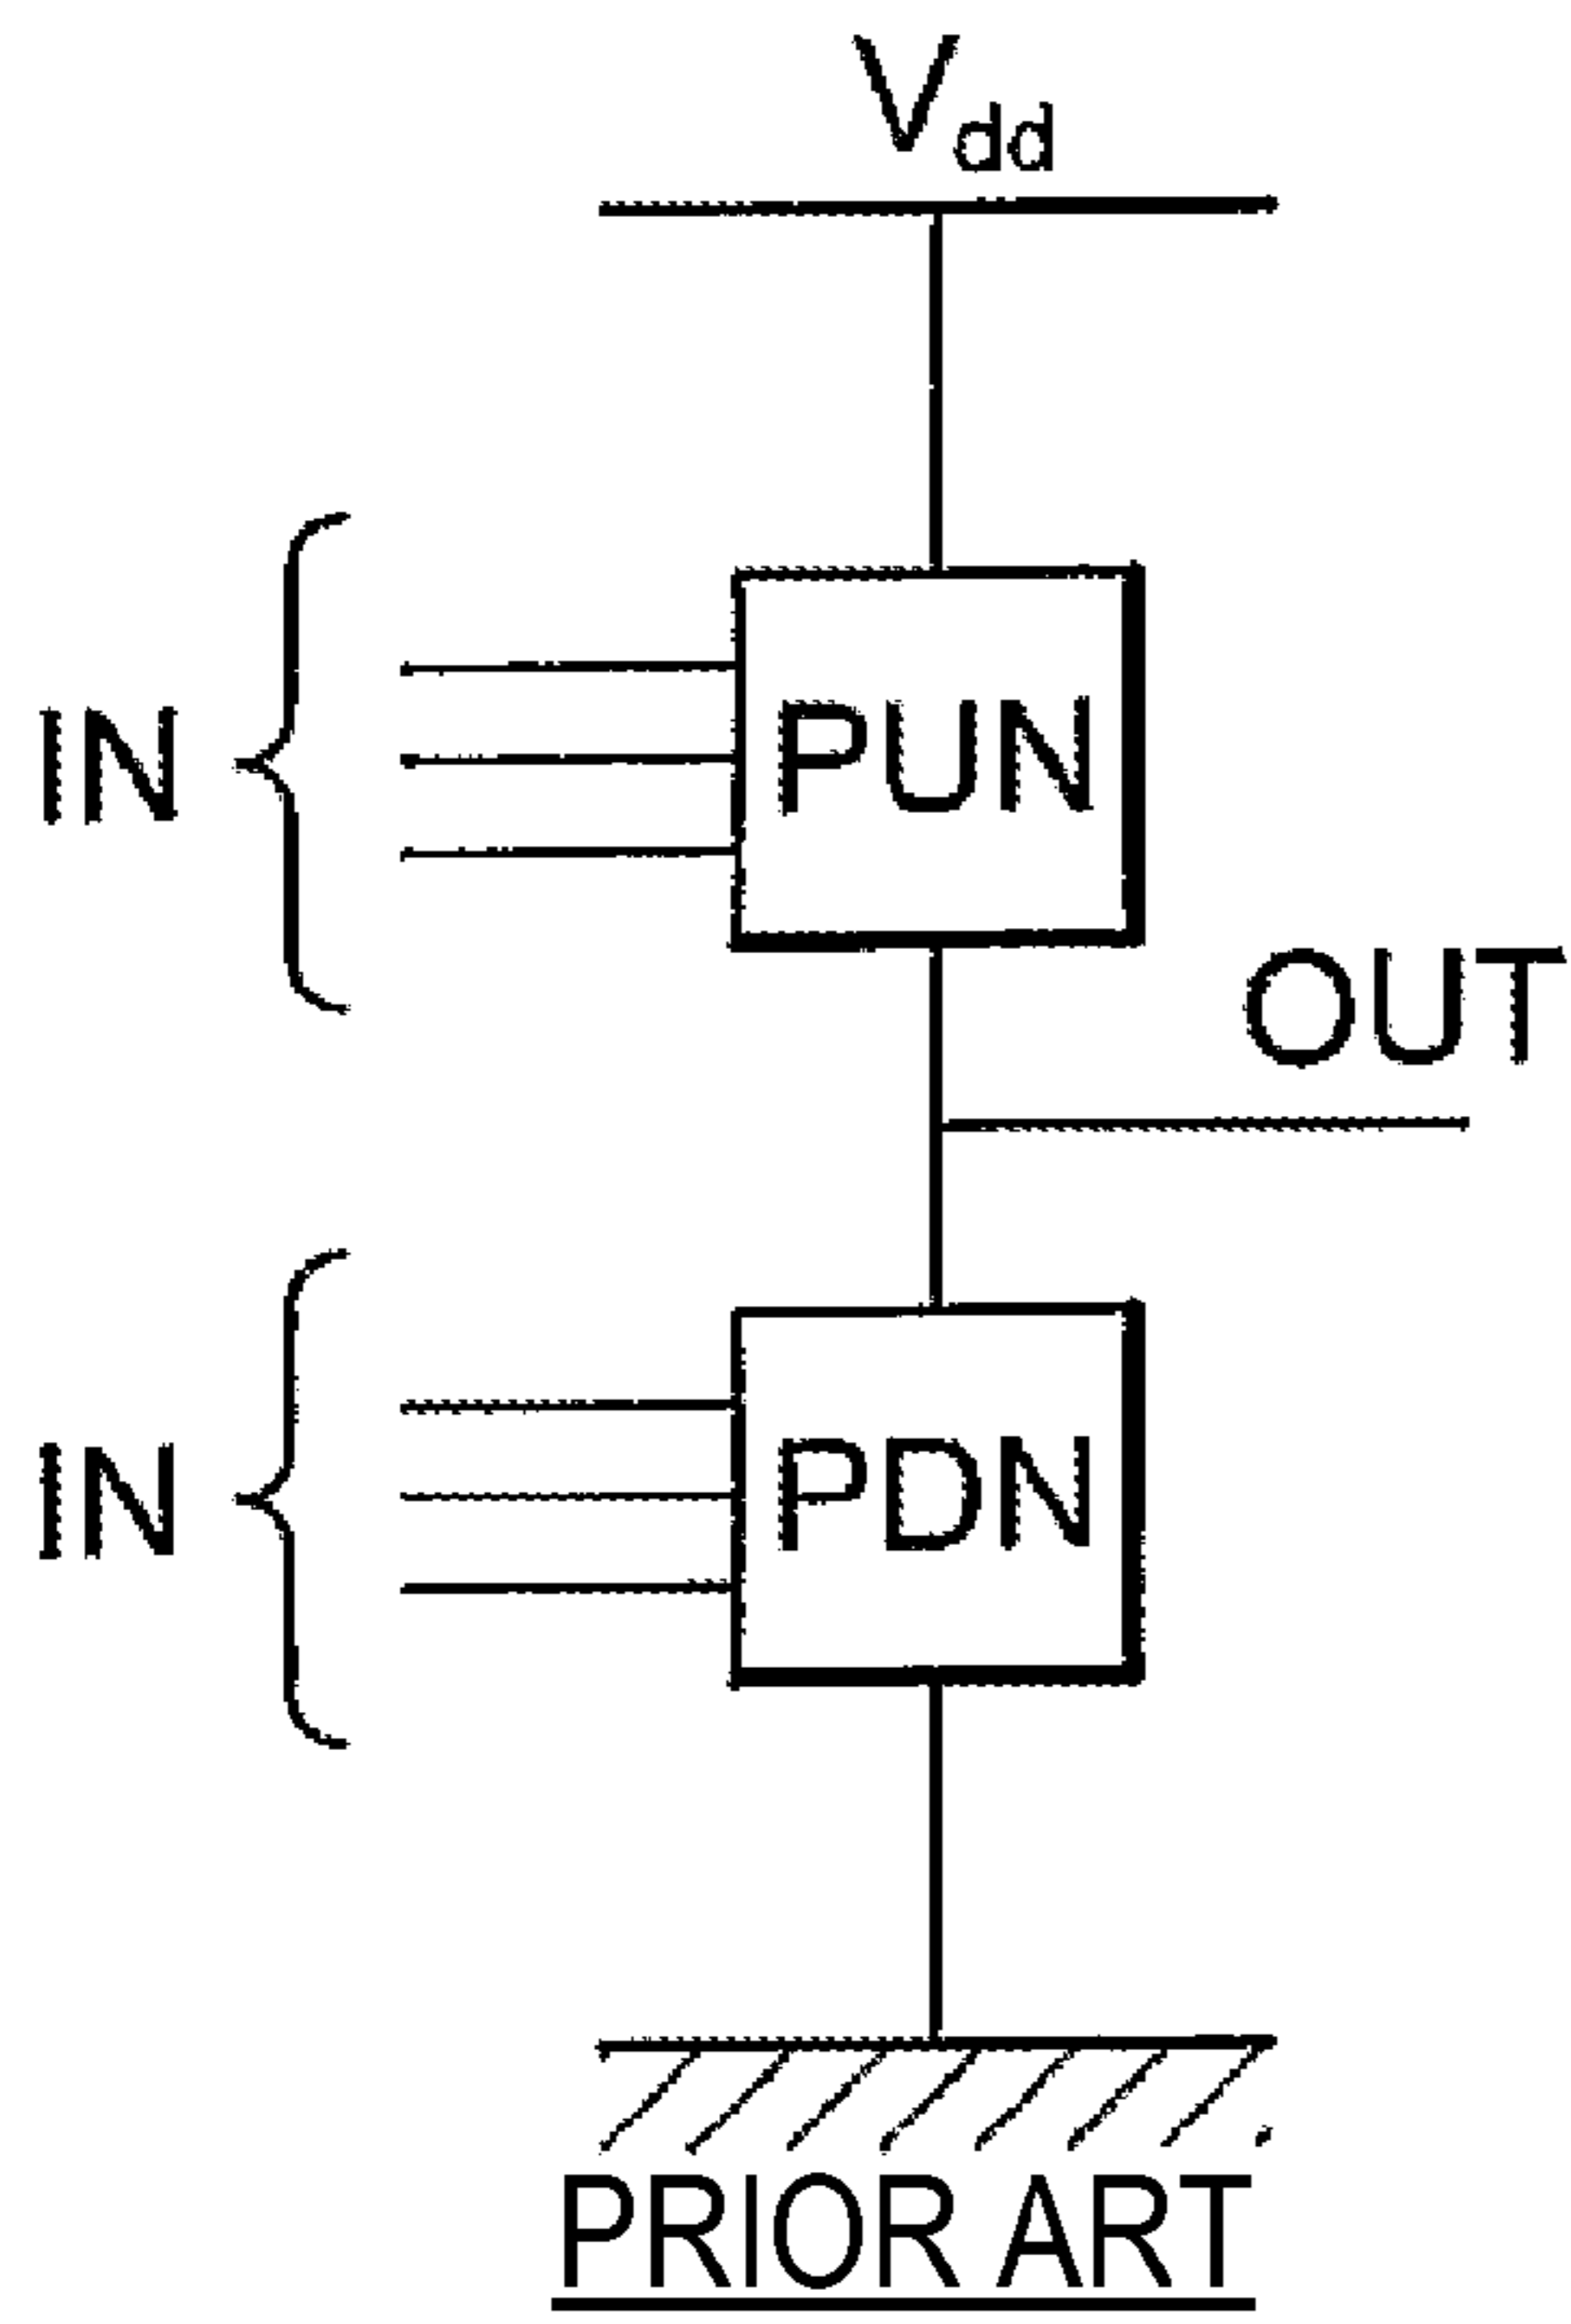 Vdd
IN
PUN
OUT
IN
PDN
PRIOR ART